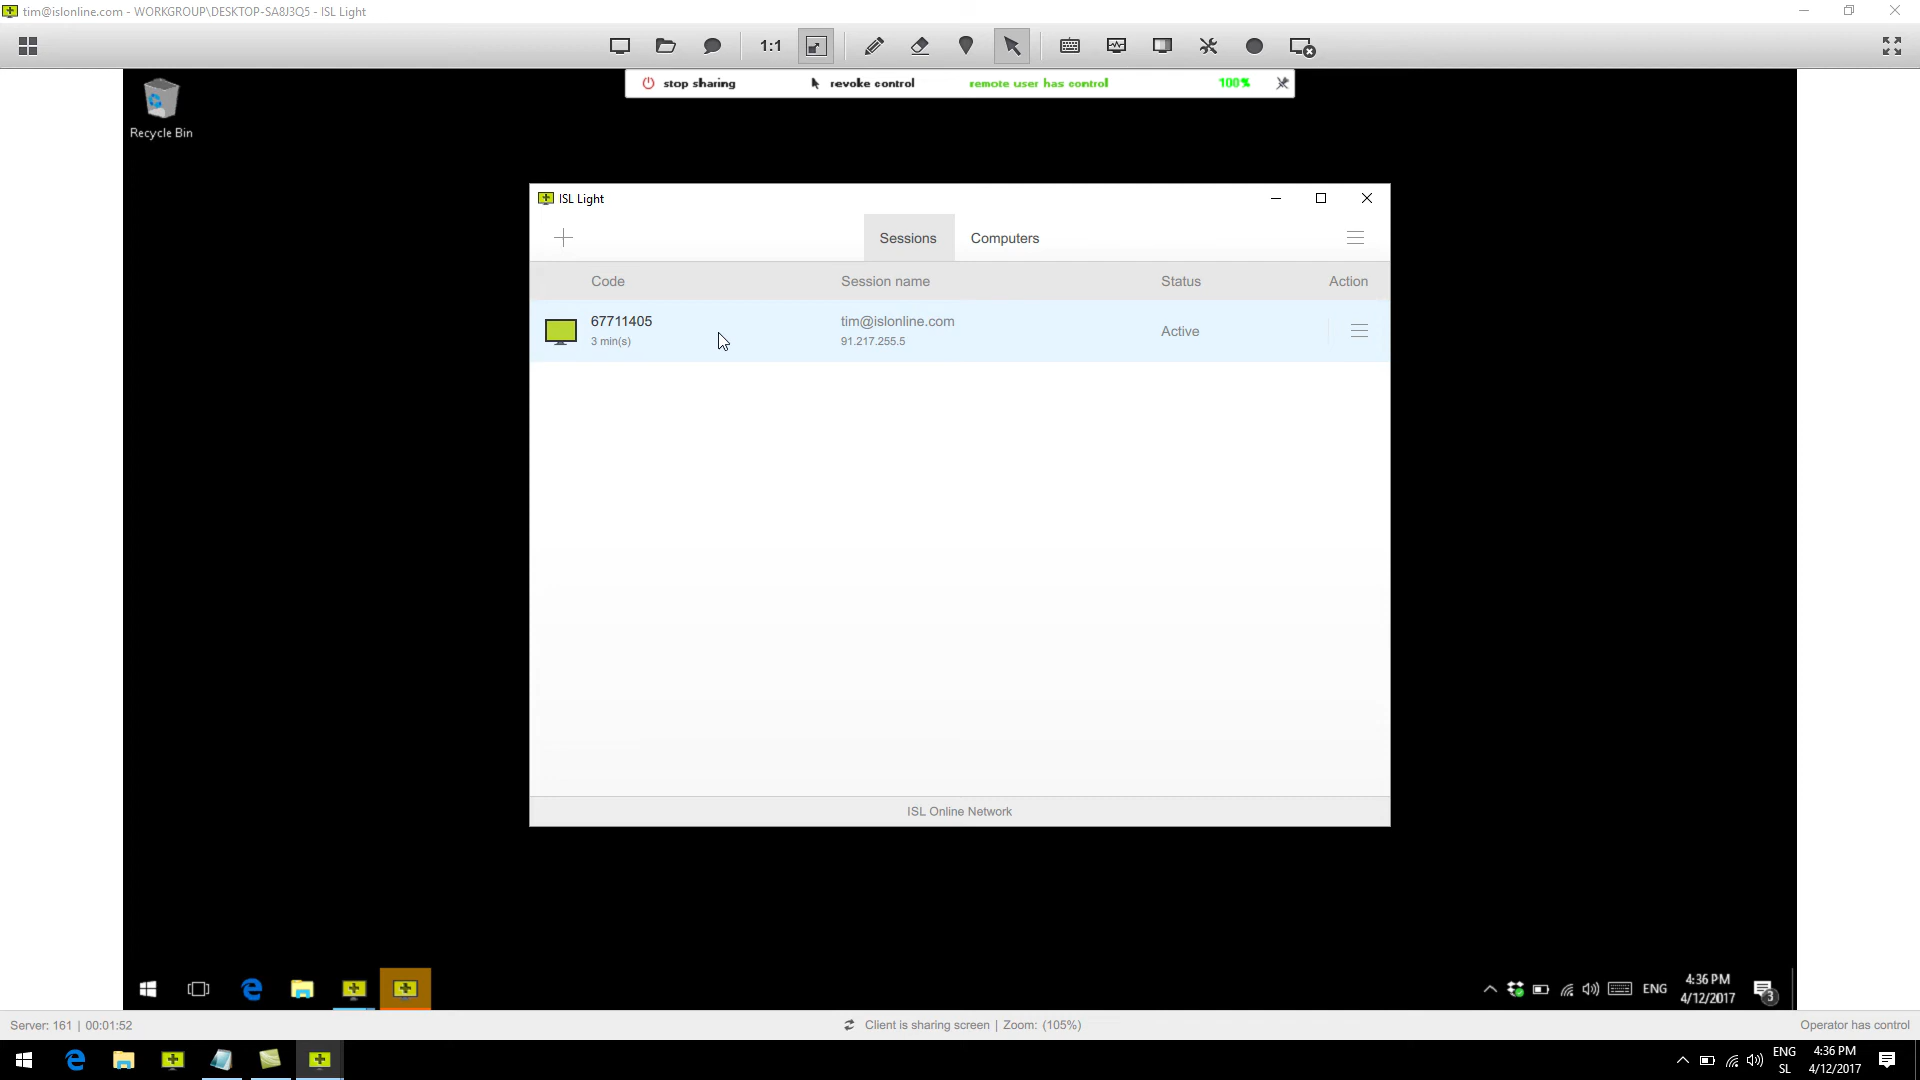 tim@islonline.com - WORKGROUP\DESKTOP-SA8J3Q5 - ISL Light
1:1
stop sharing
revoke control
remote user has control
100%
Recycle Bin
ISL Light
Sessions
Computers
Code
Session name
Status
Action
67711405
tim@islonline.com
Active
3 min(s)
91.217.255.5
ISL Online Network
ENG
4:36 PM
4/12/2017
3
Server: 161 | 00:01:52
Client is sharing screen | Zoom: (105%)
Operator has control
ENG
SL
4:36 PM
4/12/2017